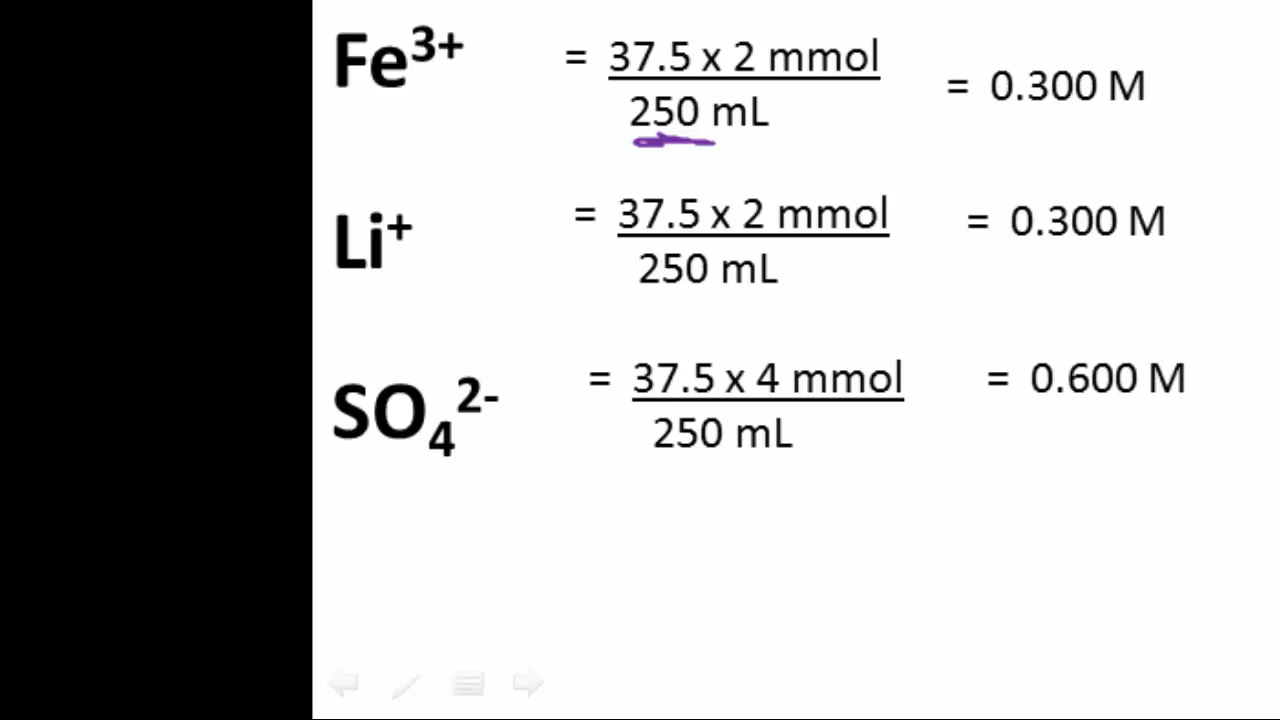 Fe³⁺ = 37.5 x 2 mmol = 0.300 M
250 mL
Li⁺ = 37.5 x 2 mmol = 0.300 M
250 mL
SO₄²⁻ = 37.5 x 4 mmol = 0.600 M
250 mL